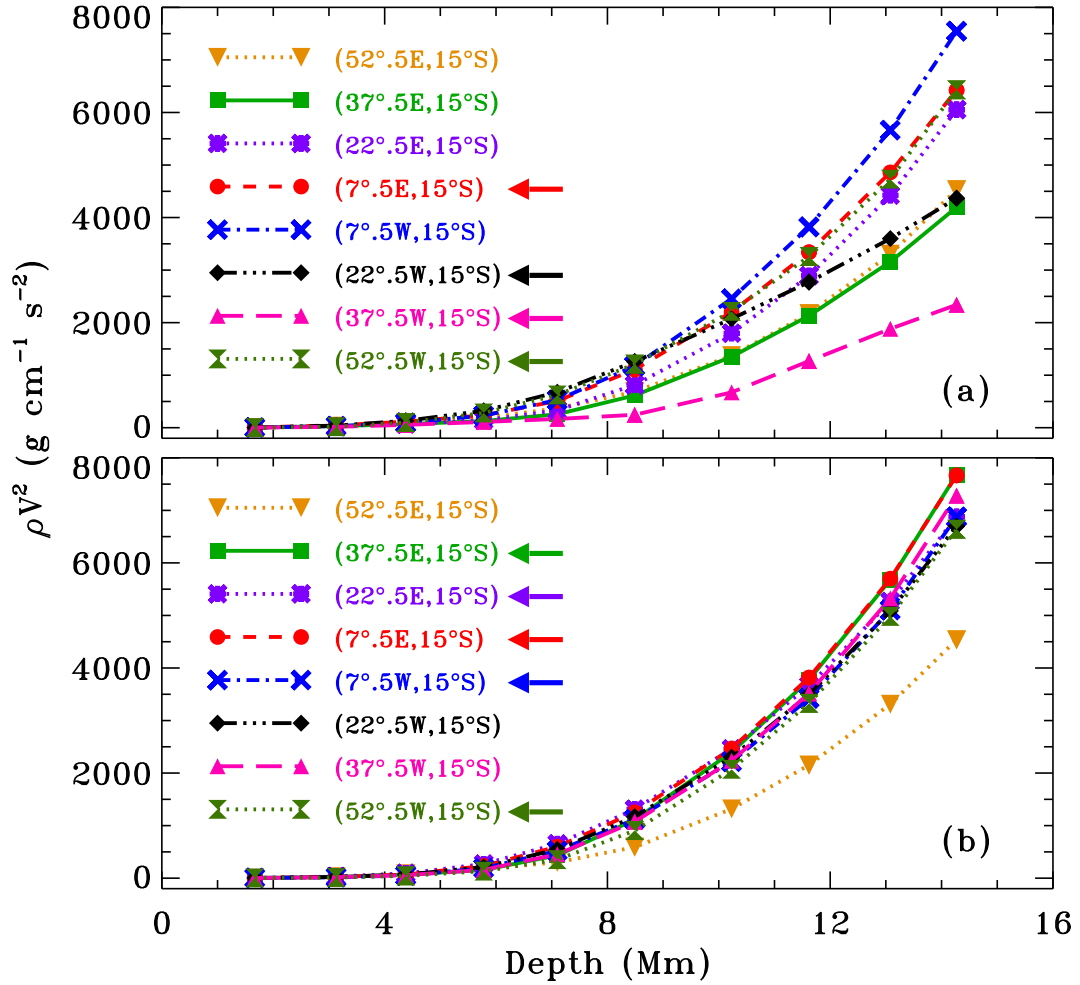 8000
6000
4000
2000
0
(52°.5E,15°S)
(37°.5E,15°S)
(22°.5E,15°S)
(7°.5E,15°S)
(7°.5W,15°S)
(22°.5W,15°S)
(37°.5W,15°S)
(52°.5W,15°S)
(a)
ρV² (g cm⁻¹ s⁻²)
8000
6000
4000
2000
0
(52°.5E,15°S)
(37°.5E,15°S)
(22°.5E,15°S)
(7°.5E,15°S)
(7°.5W,15°S)
(22°.5W,15°S)
(37°.5W,15°S)
(52°.5W,15°S)
(b)
0 4 8 12 16
Depth (Mm)